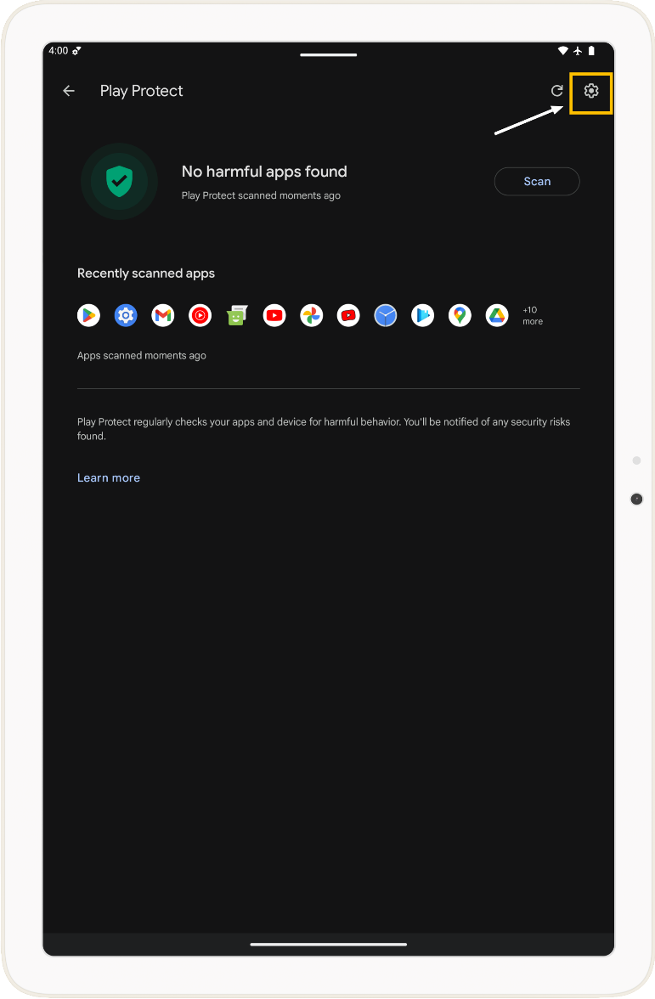 4:00
Play Protect
No harmful apps found
Play Protect scanned moments ago
Scan
Recently scanned apps
+10
more
Apps scanned moments ago
Play Protect regularly checks your apps and device for harmful behavior. You'll be notified of any security risks
found.
Learn more